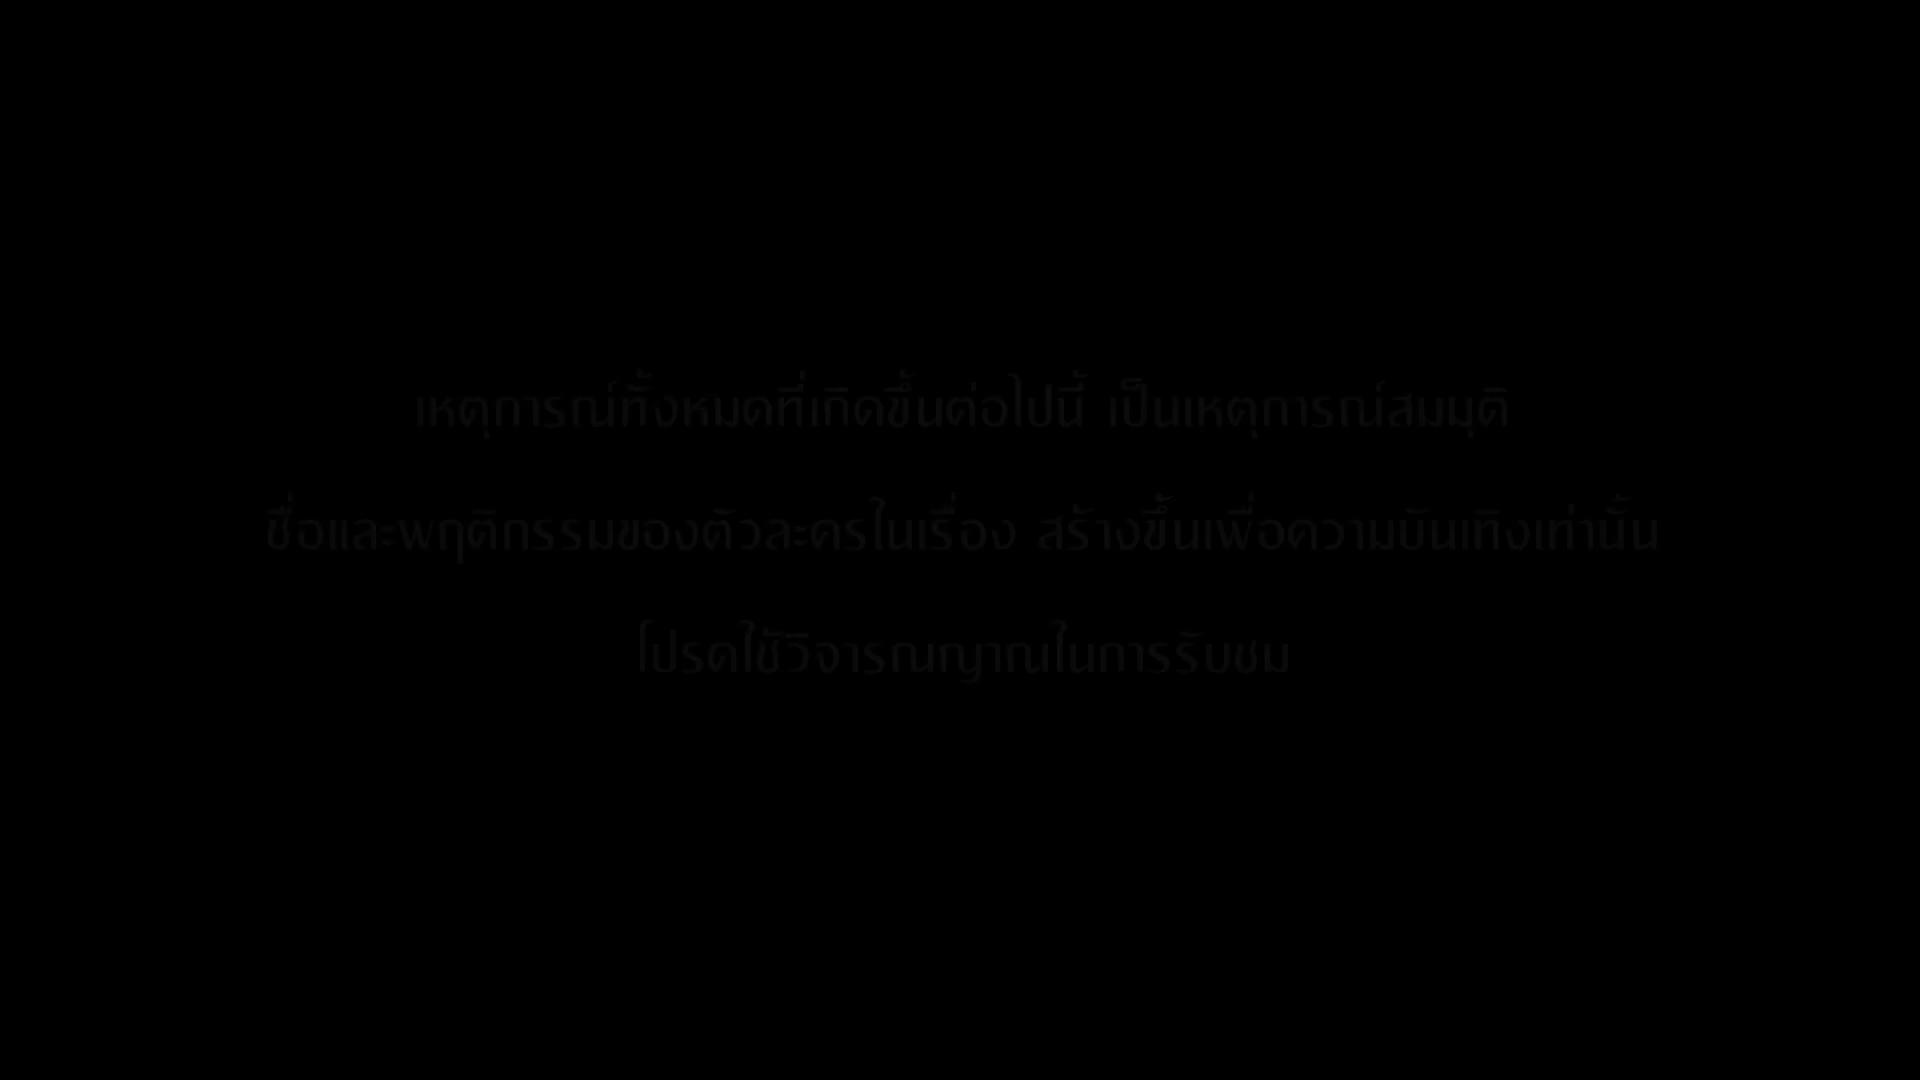 เหตุการณ์ทั้งหมดที่เกิดขึ้นต่อไปนี้ เป็นเหตุการณ์สมมุติ
ชื่อและพฤติกรรมของตัวละครในเรื่อง สร้างขึ้นเพื่อความบันเทิงเท่านั้น
โปรดใช้วิจารณญาณในการรับชม